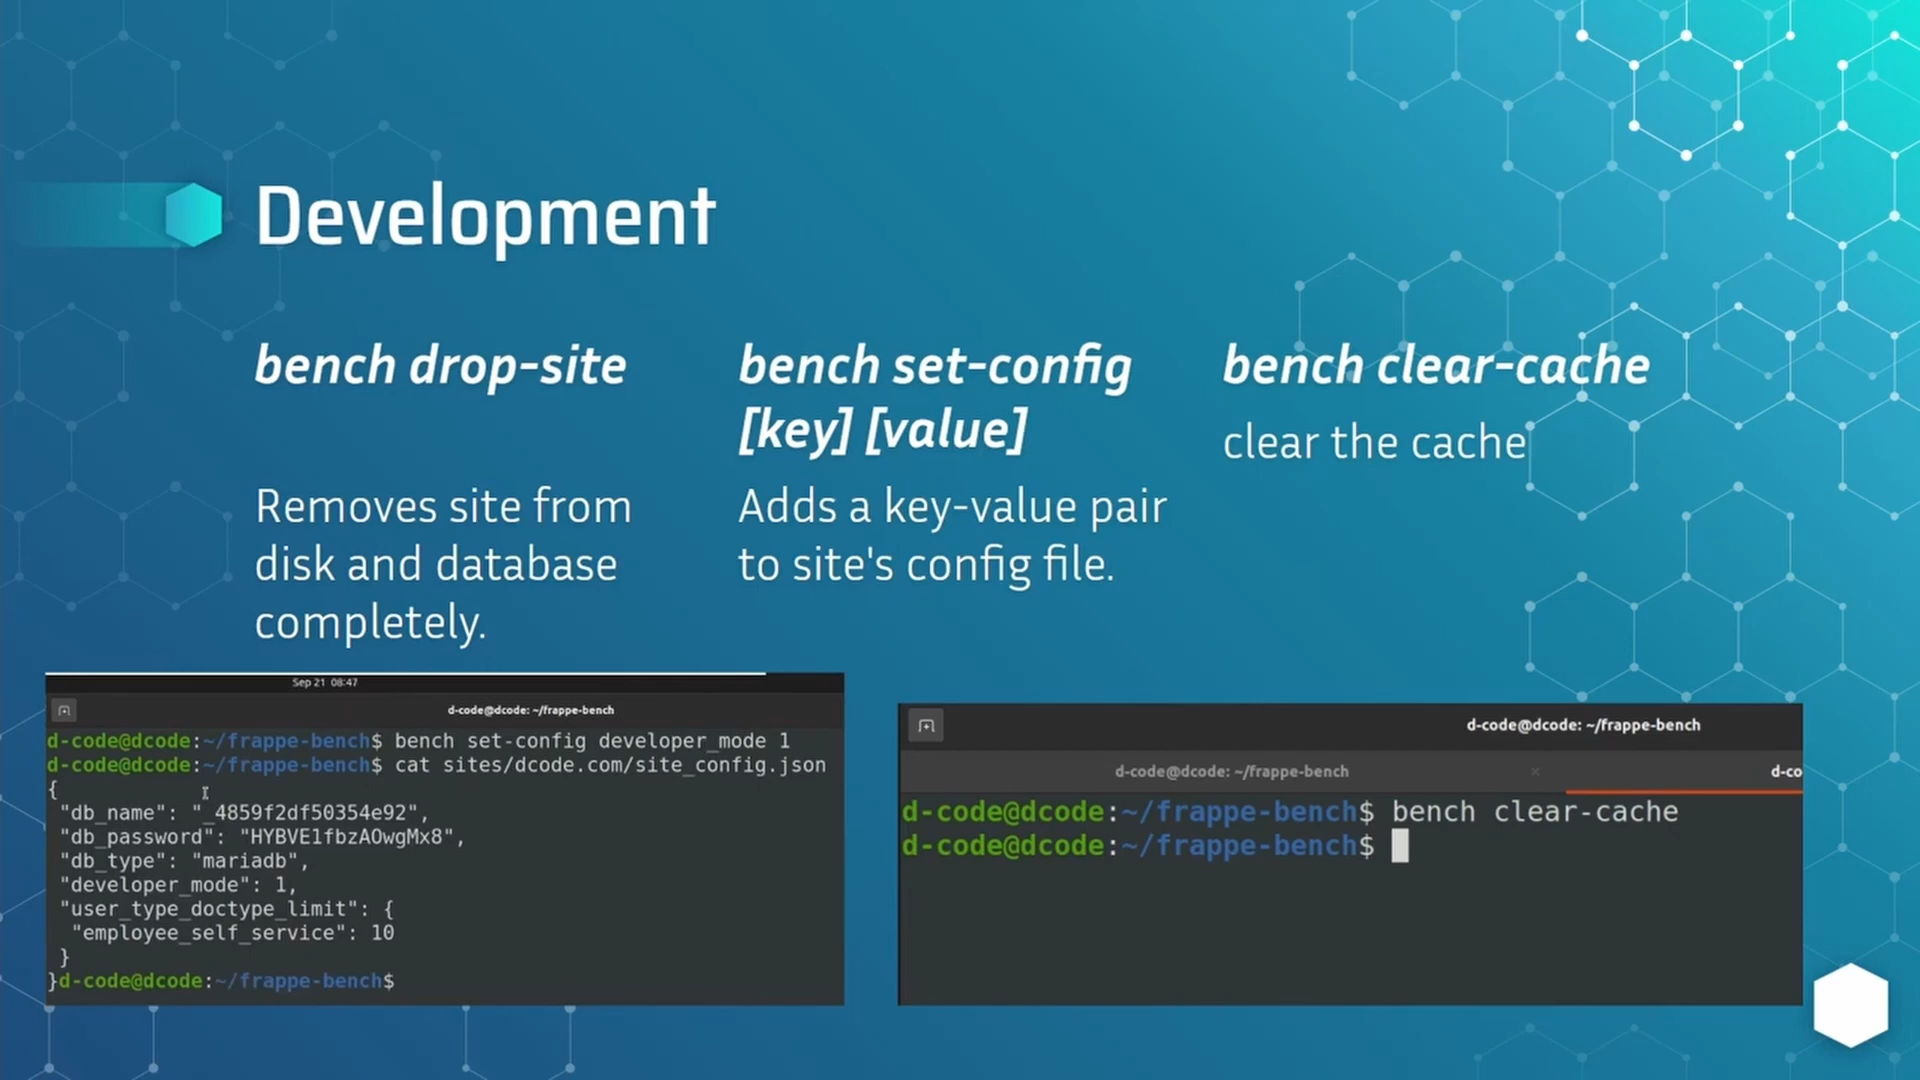 Development
bench drop-site
Removes site from
disk and database
completely.
bench set-config
[key] [value]
Adds a key-value pair
to site's config file.
bench clear-cache
clear the cache
Sep 21 08:47
d-code@dcode: ~/frappe-bench
d-code@dcode:~/frappe-bench$ bench set-config developer_mode 1
d-code@dcode:~/frappe-bench$ cat sites/dcode.com/site_config.json
{
"db_name": "_4859f2df50354e92",
"db_password": "HYBVE1fbzAOwgMx8",
"db_type": "mariadb",
"developer_mode": 1,
"user_type_doctype_limit": {
"employee_self_service": 10
}
}d-code@dcode:~/frappe-bench$
d-code@dcode: ~/frappe-bench
d-code@dcode: ~/frappe-bench × d-co
d-code@dcode:~/frappe-bench$ bench clear-cache
d-code@dcode:~/frappe-bench$